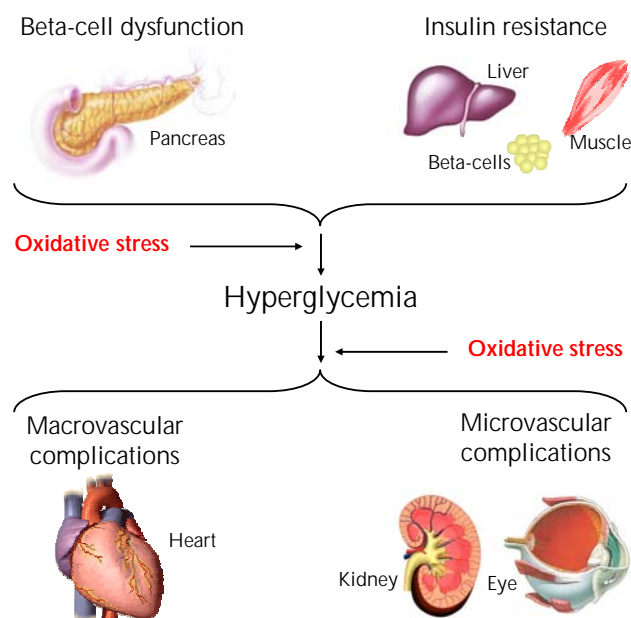 Beta-cell dysfunction
Insulin resistance
Liver
Pancreas
Muscle
Beta-cells
Oxidative stress
Hyperglycemia
Oxidative stress
Macrovascular
complications
Microvascular
complications
Heart
Kidney
Eye